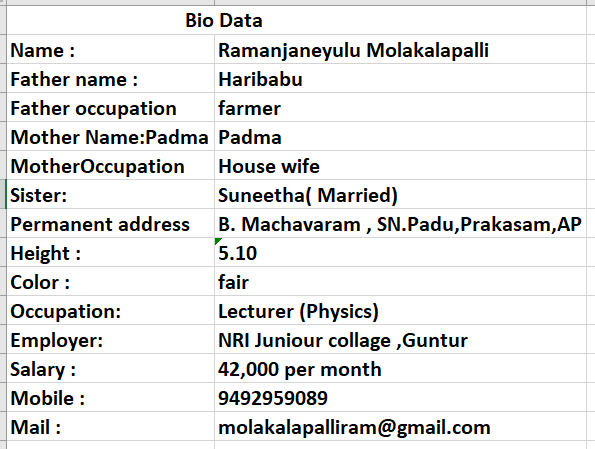 Bio Data
Name : Ramanjaneyulu Molakalapalli
Father name : Haribabu
Father occupation farmer
Mother Name:Padma Padma
MotherOccupation House wife
Sister: Suneetha( Married)
Permanent address B. Machavaram , SN.Padu,Prakasam,AP
Height : 5.10
Color : fair
Occupation: Lecturer (Physics)
Employer: NRI Juniour collage ,Guntur
Salary : 42,000 per month
Mobile : 9492959089
Mail : molakalapalliram@gmail.com